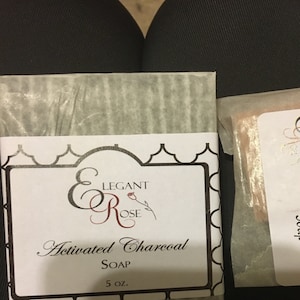 ELEGANT
ROSE
Activated Charcoal
SOAP
5 oz.